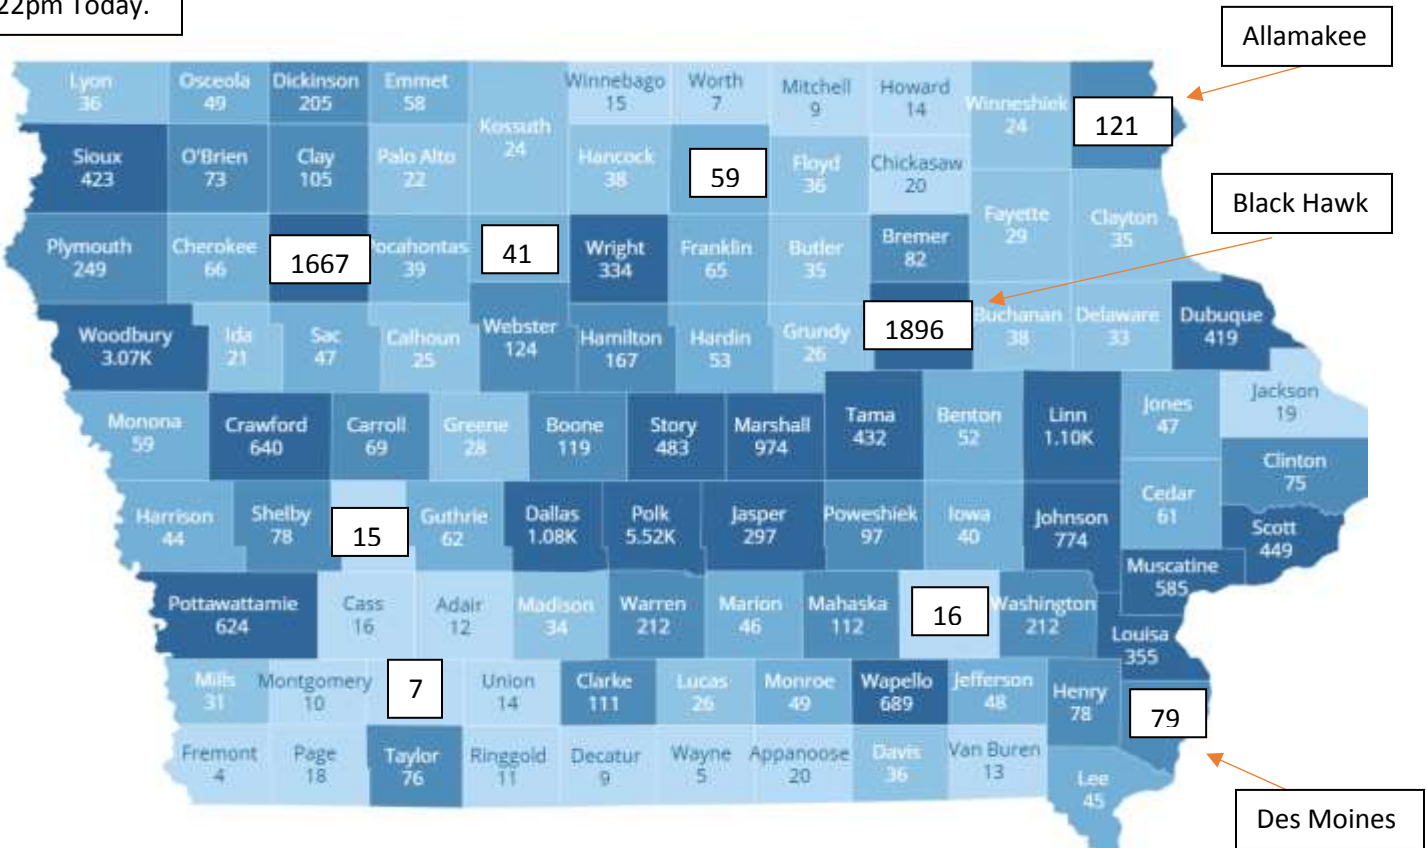 22pm Today.
Allamakee
Lyon
36
Osceola
49
Dickinson
205
Emmet
58
Kossuth
24
Winnebago
15
Worth
7
Mitchell
9
Howard
14
Winneshiek
24
121
Sioux
423
O'Brien
73
Clay
105
Palo Alto
22
Hancock
38
59
Floyd
36
Chickasaw
20
Black Hawk
Plymouth
249
Cherokee
66
1667
Pocahontas
39
41
Wright
334
Franklin
65
Butler
35
Bremer
82
Fayette
29
Clayton
35
Woodbury
3.07K
Ida
21
Sac
47
Calhoun
25
Webster
124
Hamilton
167
Hardin
53
Grundy
26
1896
Buchanan
38
Delaware
33
Dubuque
419
Monona
59
Crawford
640
Carroll
69
Greene
28
Boone
119
Story
483
Marshall
974
Tama
432
Benton
52
Linn
1.10K
Jones
47
Jackson
19
Clinton
75
Harrison
44
Shelby
78
15
Guthrie
62
Dallas
1.08K
Polk
5.52K
Jasper
297
Poweshiek
97
Iowa
40
Johnson
774
Cedar
61
Scott
449
Muscatine
585
Pottawattamie
624
Cass
16
Adair
12
Madison
34
Warren
212
Marion
46
Mahaska
112
16
Washington
212
Louisa
355
Mills
31
Montgomery
10
7
Union
14
Clarke
111
Lucas
26
Monroe
49
Wapello
689
Jefferson
48
Henry
78
79
Fremont
4
Page
18
Taylor
76
Ringgold
11
Decatur
9
Wayne
5
Appanoose
20
Davis
36
Van Buren
13
Lee
45
Des Moines